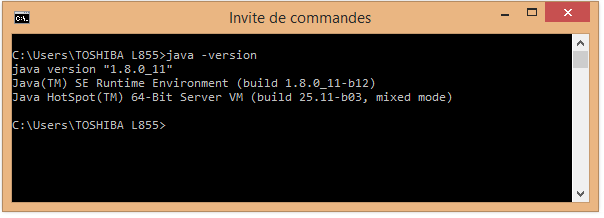 Invite de commandes
C:\Users\TOSHIBA L855>java -version
java version "1.8.0_11"
Java(TM) SE Runtime Environment (build 1.8.0_11-b12)
Java HotSpot(TM) 64-Bit Server VM (build 25.11-b03, mixed mode)
C:\Users\TOSHIBA L855>